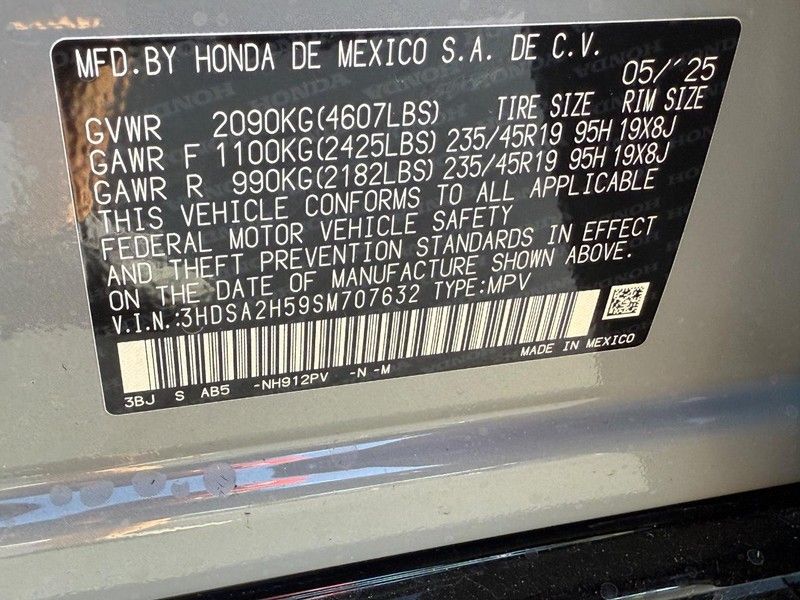 MFD.BY HONDA DE MEXICO S.A. DE C.V.
05/'25
GVWR 2090KG(4607LBS) TIRE SIZE RIM SIZE
GAWR F 1100KG(2425LBS) 235/45R19 95H 19X8J
GAWR R 990KG(2182LBS) 235/45R19 95H 19X8J
THIS VEHICLE CONFORMS TO ALL APPLICABLE
FEDERAL MOTOR VEHICLE SAFETY
AND THEFT PREVENTION STANDARDS IN EFFECT
ON THE DATE OF MANUFACTURE SHOWN ABOVE.
V.I.N.:3HDSA2H59SM707632 TYPE:MPV
MADE IN MEXICO
3BJ S AB5 -NH912PV -N -M